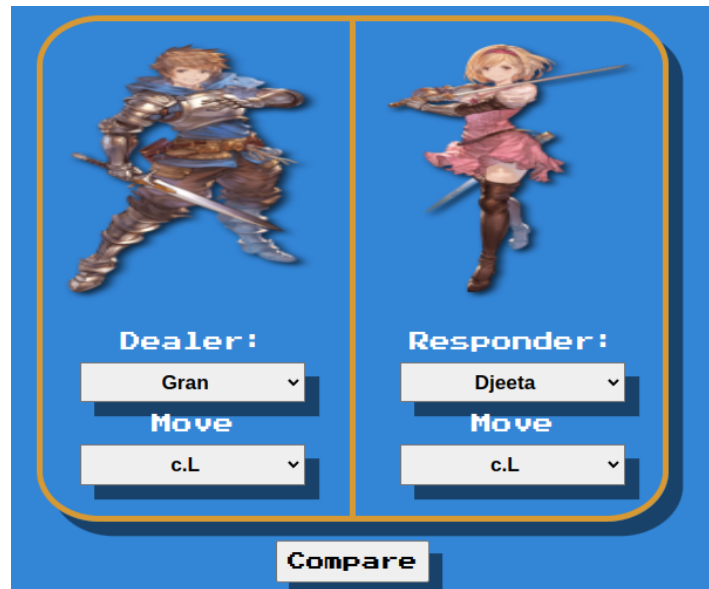 Dealer:
Gran
Move
c.L
Responder:
Djeeta
Move
c.L
Compare